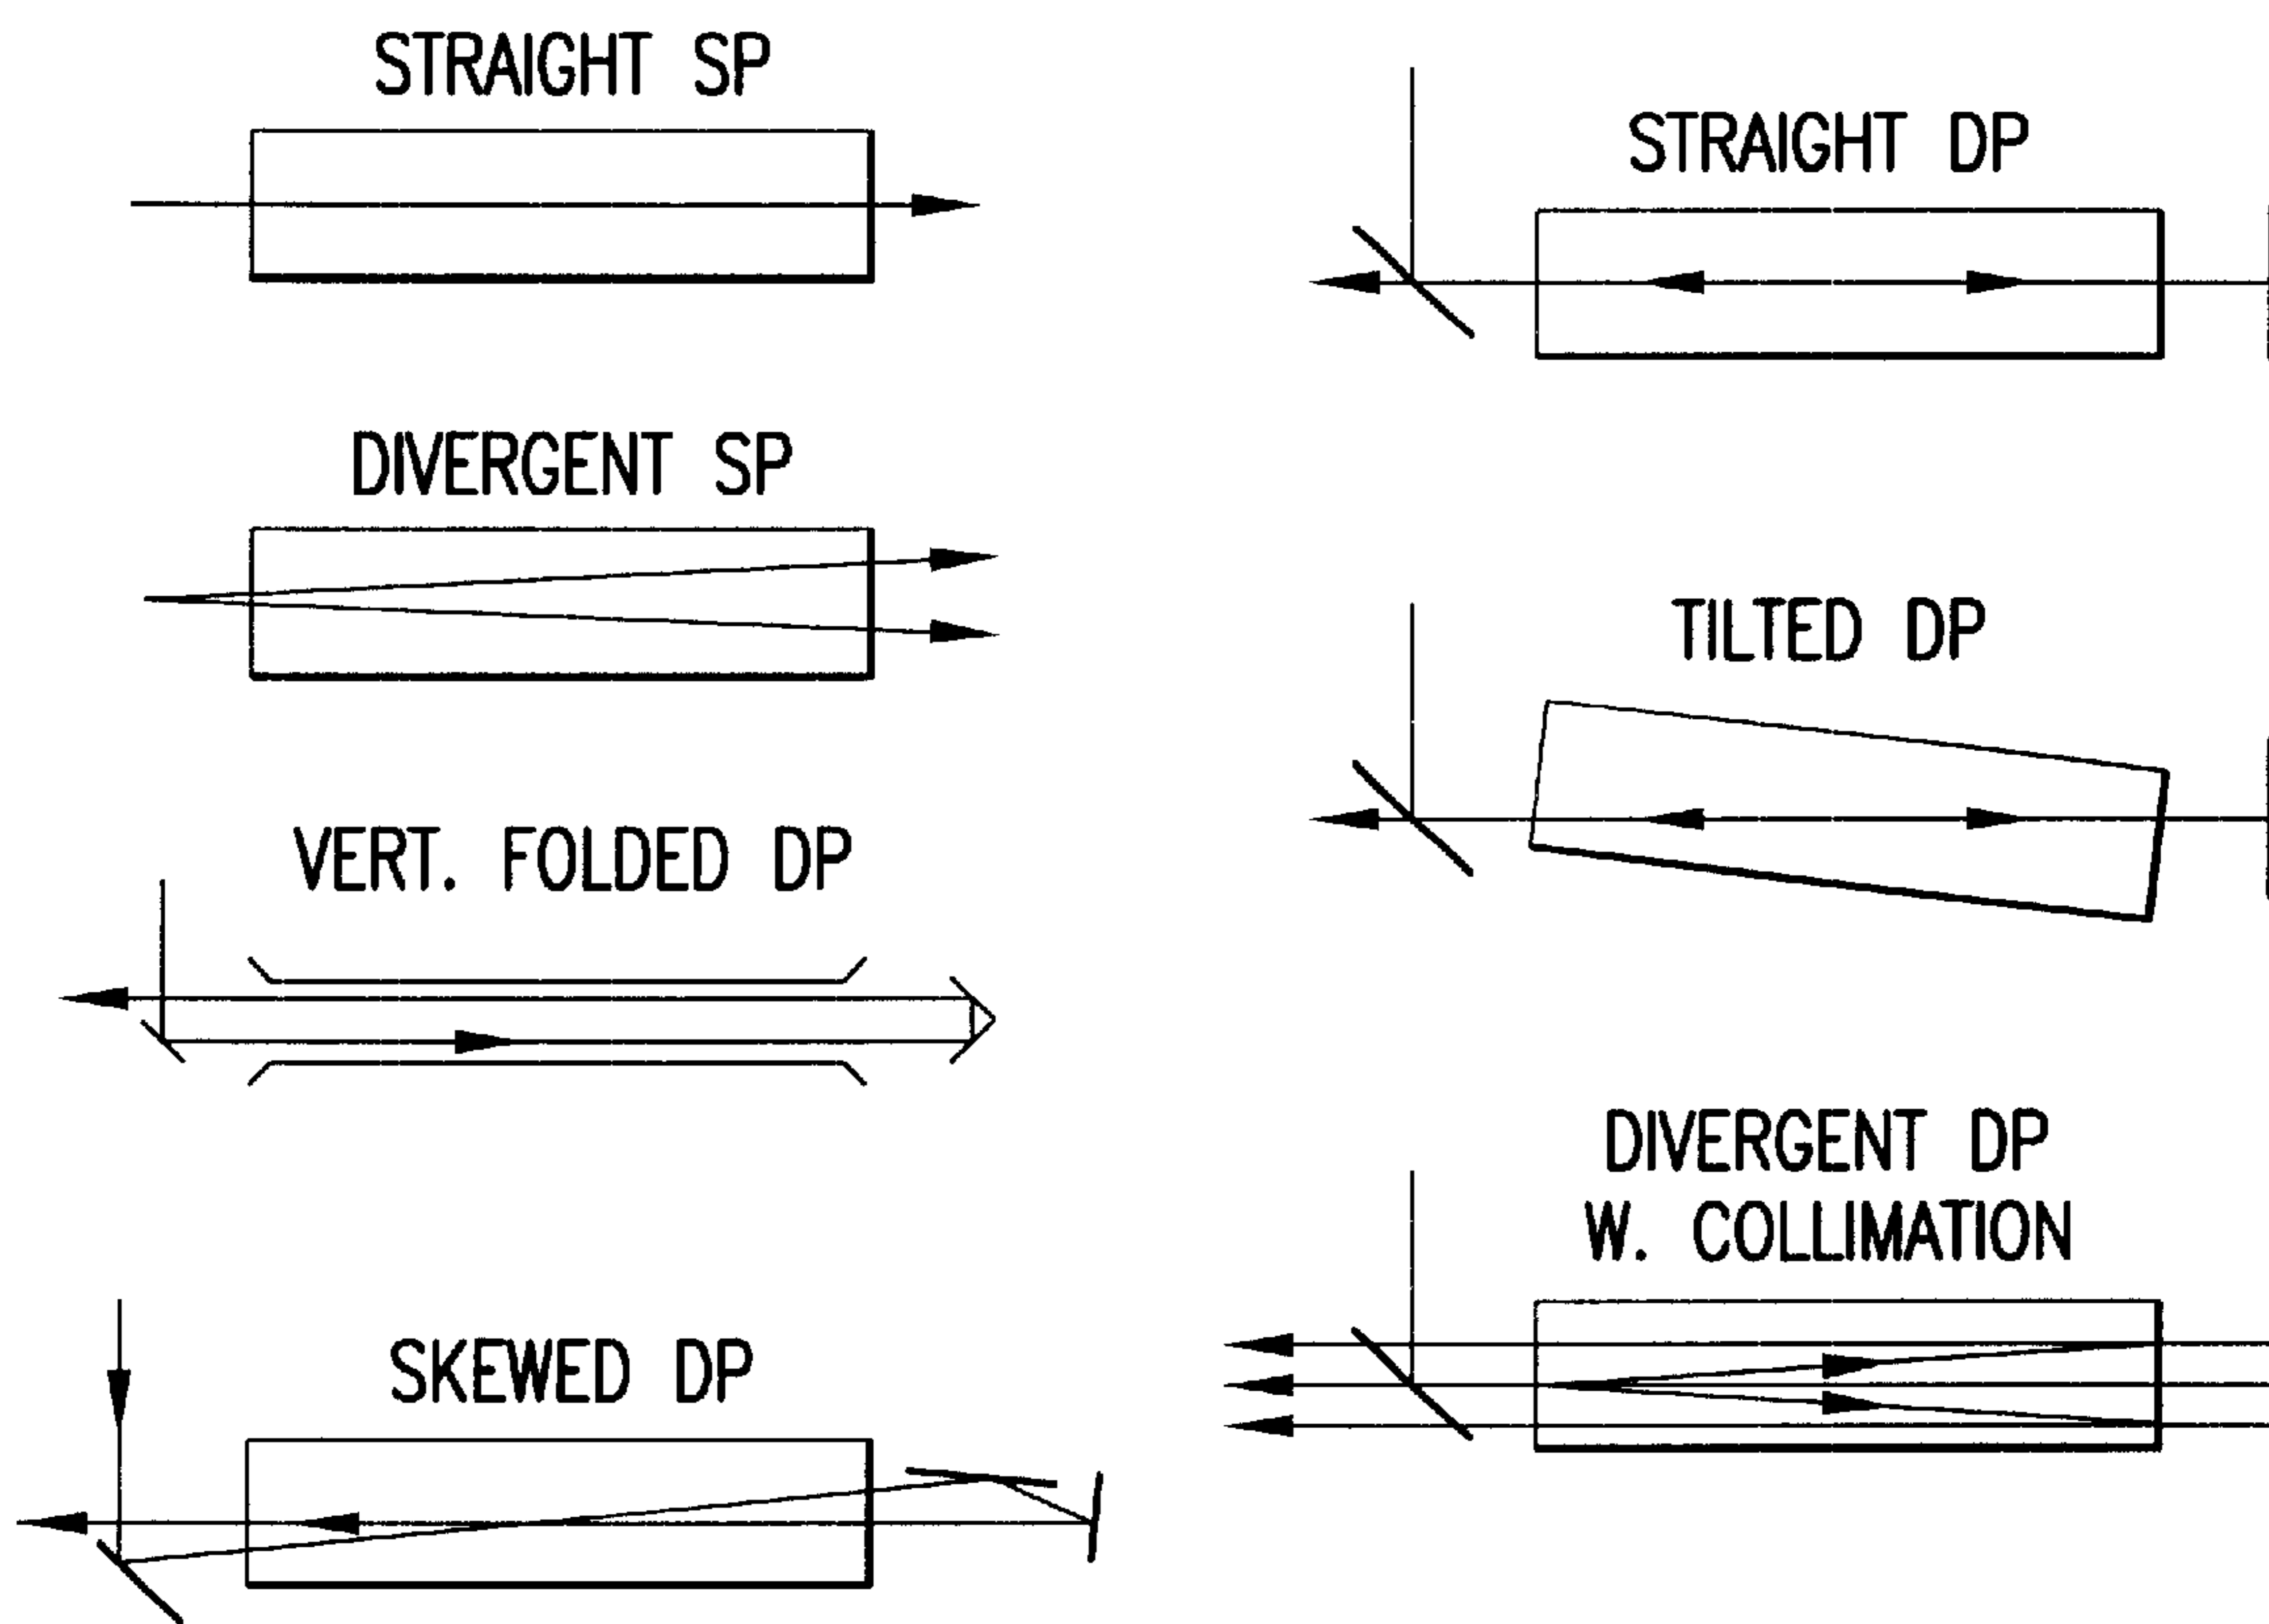 STRAIGHT SP
DIVERGENT SP
VERT. FOLDED DP
SKEWED DP
STRAIGHT DP
TILTED DP
DIVERGENT DP
W. COLLIMATION